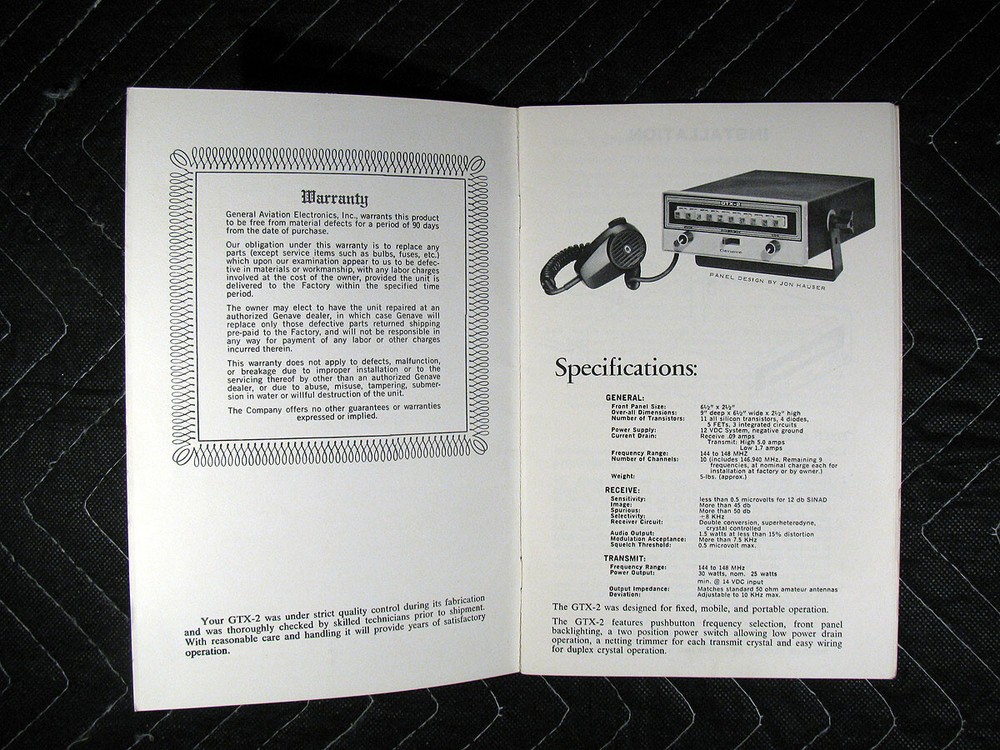 Warranty
General Aviation Electronics, Inc., warrants this product
to be free from material defects for a period of 90 days
from the date of purchase.
Our obligation under this warranty is to replace any
parts (except service items such as bulbs, fuses, etc.)
which upon our examination appear to us to be defec-
tive in materials or workmanship, with any labor charges
involved at the cost of the owner, provided the unit is
delivered to the Factory within the specified time
period.
The owner may elect to have the unit repaired at an
authorized Genave dealer, in which case Genave will
replace only those defective parts returned shipping
pre-paid to the Factory, and will not be responsible in
any way for payment of any labor or other charges
incurred therein.
This warranty does not apply to defects, malfunction,
or breakage due to improper installation or to the
servicing thereof by other than an authorized Genave
dealer, or due to abuse, misuse, tampering, submer-
sion in water or willful destruction of the unit.
The Company offers no other guarantees or warranties
expressed or implied.
Your GTX-2 was under strict quality control during its fabrication
and was thoroughly checked by skilled technicians prior to shipment.
With reasonable care and handling it will provide years of satisfactory
operation.
INSTALLATION
GTX-2
PANEL DESIGN BY JON HAUSER
Specifications:
GENERAL:
Front Panel Size: 6½" x 2½"
Over-all Dimensions: 9" deep x 6½" wide x 2½" high
Number of Transistors: 11 all silicon transistors, 4 diodes,
5 FETs, 3 integrated circuits
Power Supply: 12 VDC System, negative ground
Current Drain: Receive .09 amps
Transmit: High 5.0 amps
Low 1.7 amps
Frequency Range: 144 to 148 MHz
Number of Channels: 10 (includes 146.940 MHz. Remaining 9
frequencies, at nominal charge each for
installation at factory or by owner.)
Weight: 5-lbs. (approx.)
RECEIVE:
Sensitivity: less than 0.5 microvolts for 12 db SINAD
Image: More than 45 db
Spurious: More than 50 db
Selectivity: ±8 KHz
Receiver Circuit: Double conversion, superheterodyne,
crystal controlled
Audio Output: 1.5 watts at less than 15% distortion
Modulation Acceptance: More than 7.5 KHz
Squelch Threshold: 0.5 microvolt max.
TRANSMIT:
Frequency Range: 144 to 148 MHz
Power Output: 30 watts, nom. 25 watts
min. @ 14 VDC input
Output Impedance: Matches standard 50 ohm amateur antennas
Deviation: Adjustable to 10 KHz max.
The GTX-2 was designed for fixed, mobile, and portable operation.
The GTX-2 features pushbutton frequency selection, front panel
backlighting, a two position power switch allowing low power drain
operation, a netting trimmer for each transmit crystal and easy wiring
for duplex crystal operation.